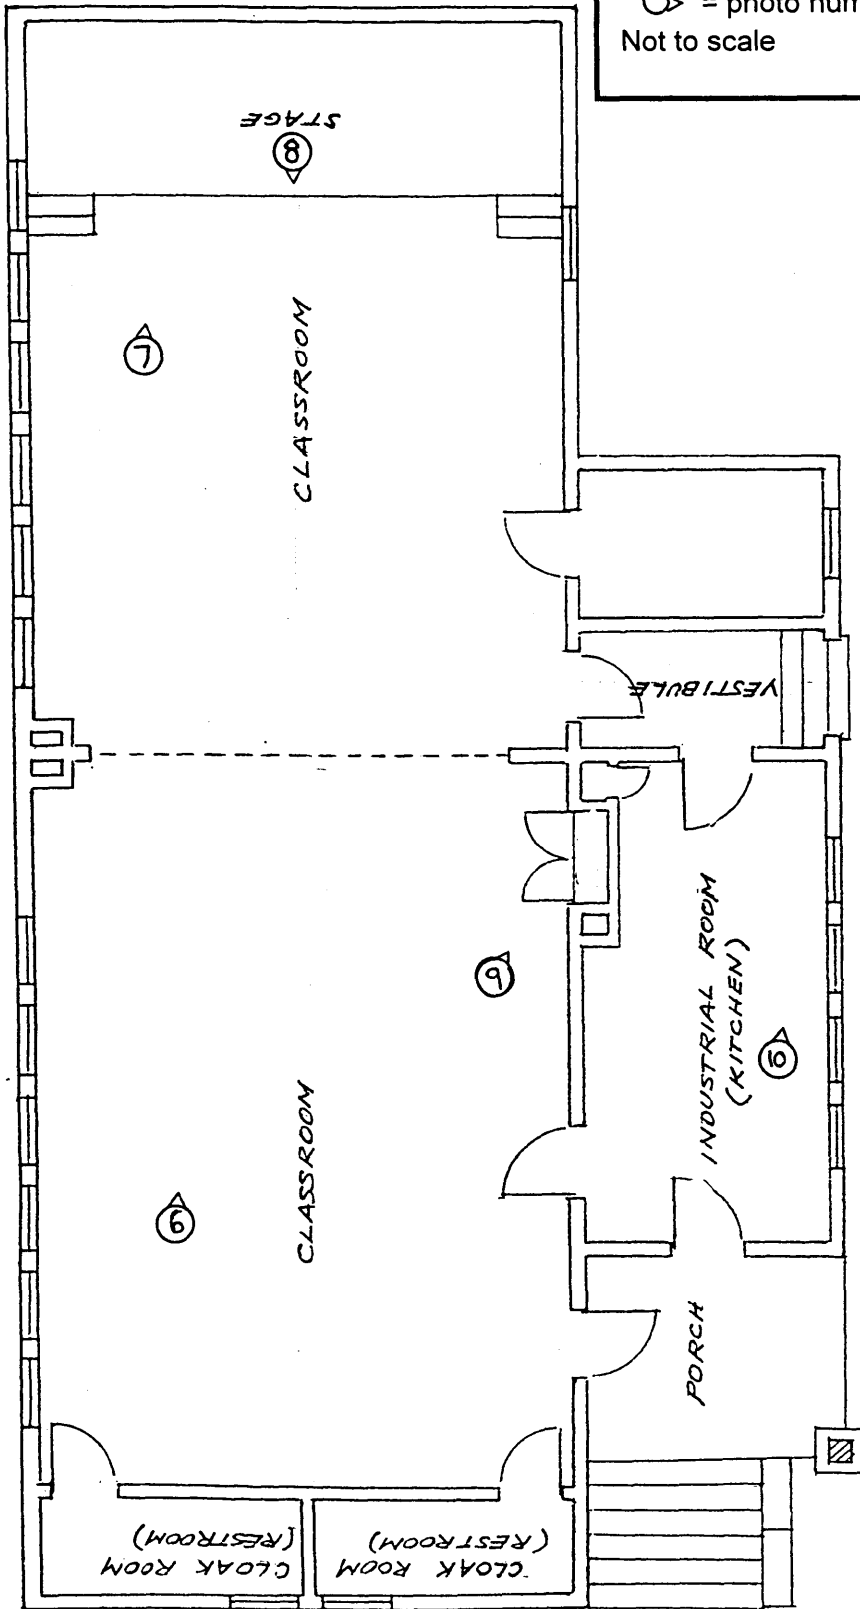 = photo num
Not to scale
STAGE
8
7
CLASSROOM
VESTIBULE
9
INDUSTRIAL ROOM
(KITCHEN)
10
6
CLASSROOM
PORCH
CLOAK ROOM
(RESTROOM)
CLOAK ROOM
(RESTROOM)